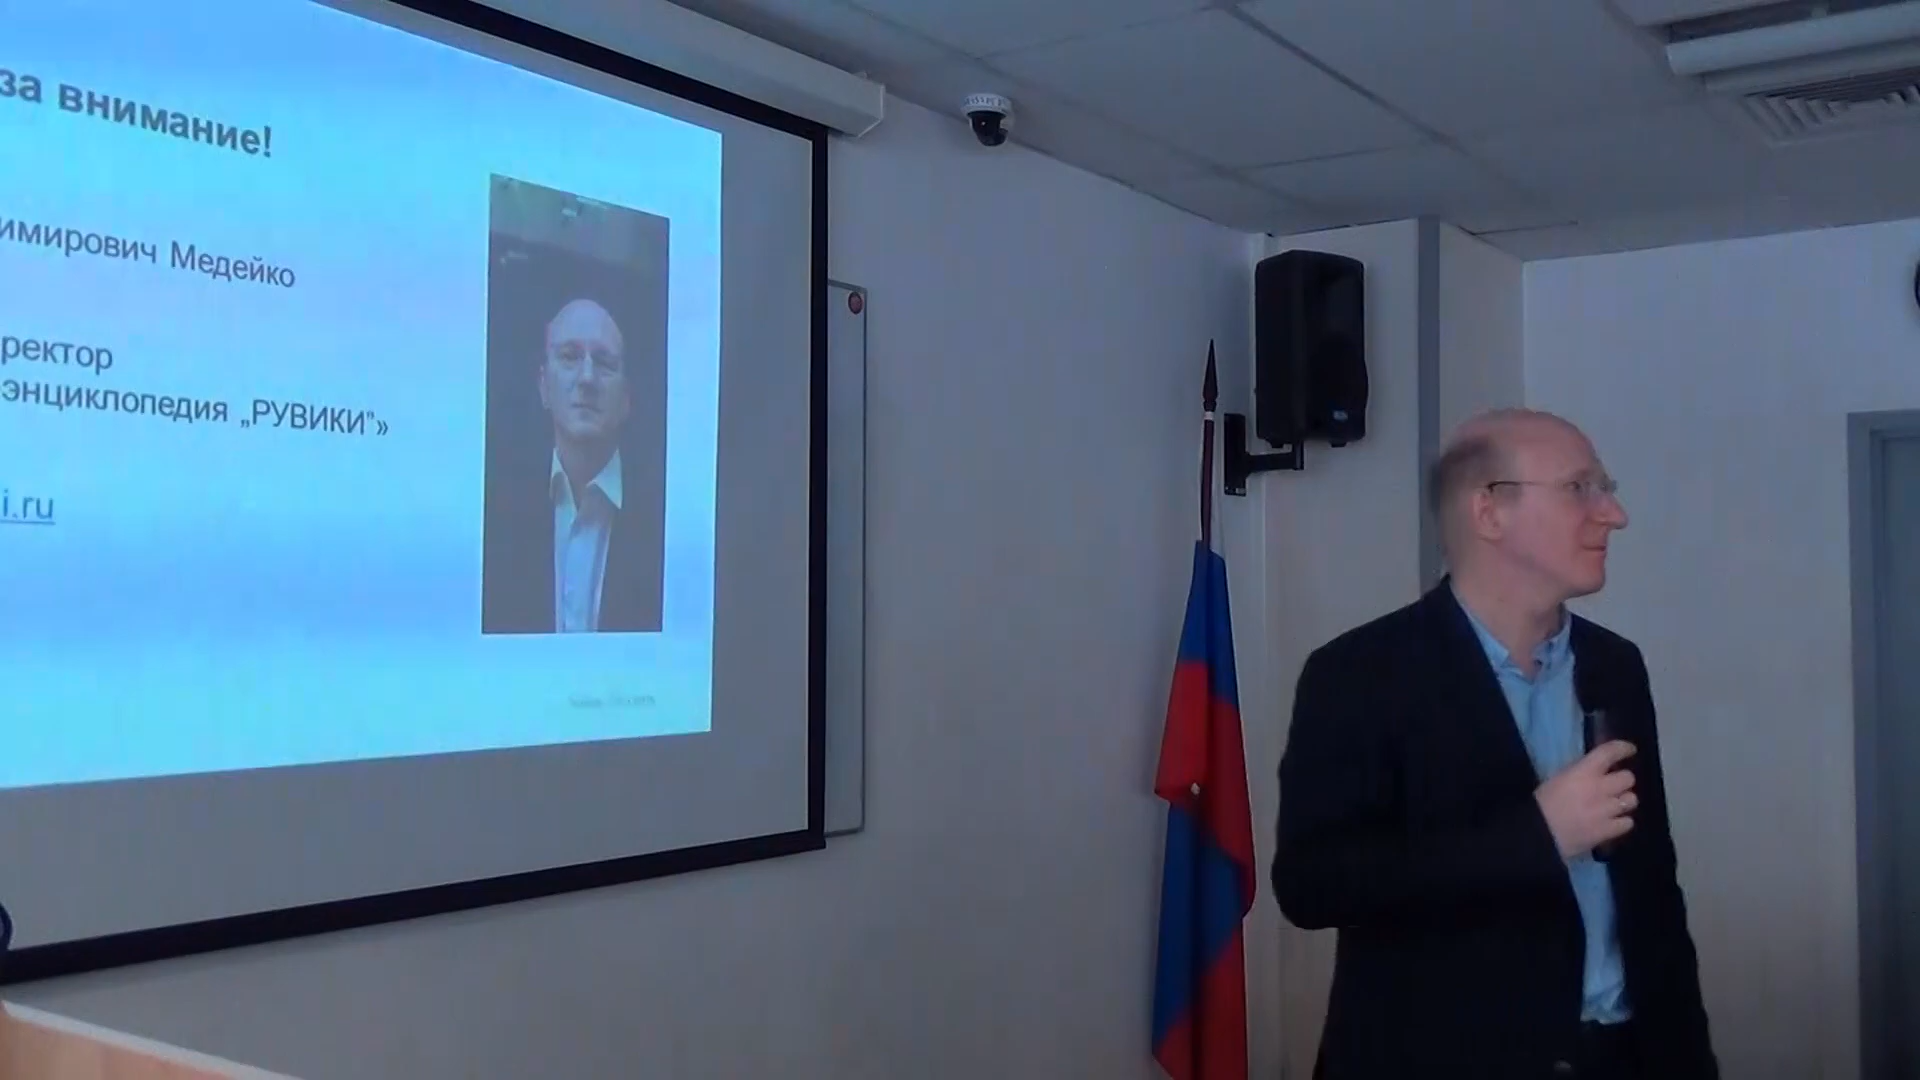 за внимание!
имирович Медейко
ректор
энциклопедия „РУВИКИ”»
i.ru